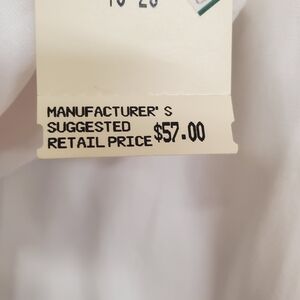 MANUFACTURER'S
SUGGESTED
RETAIL PRICE $57.00